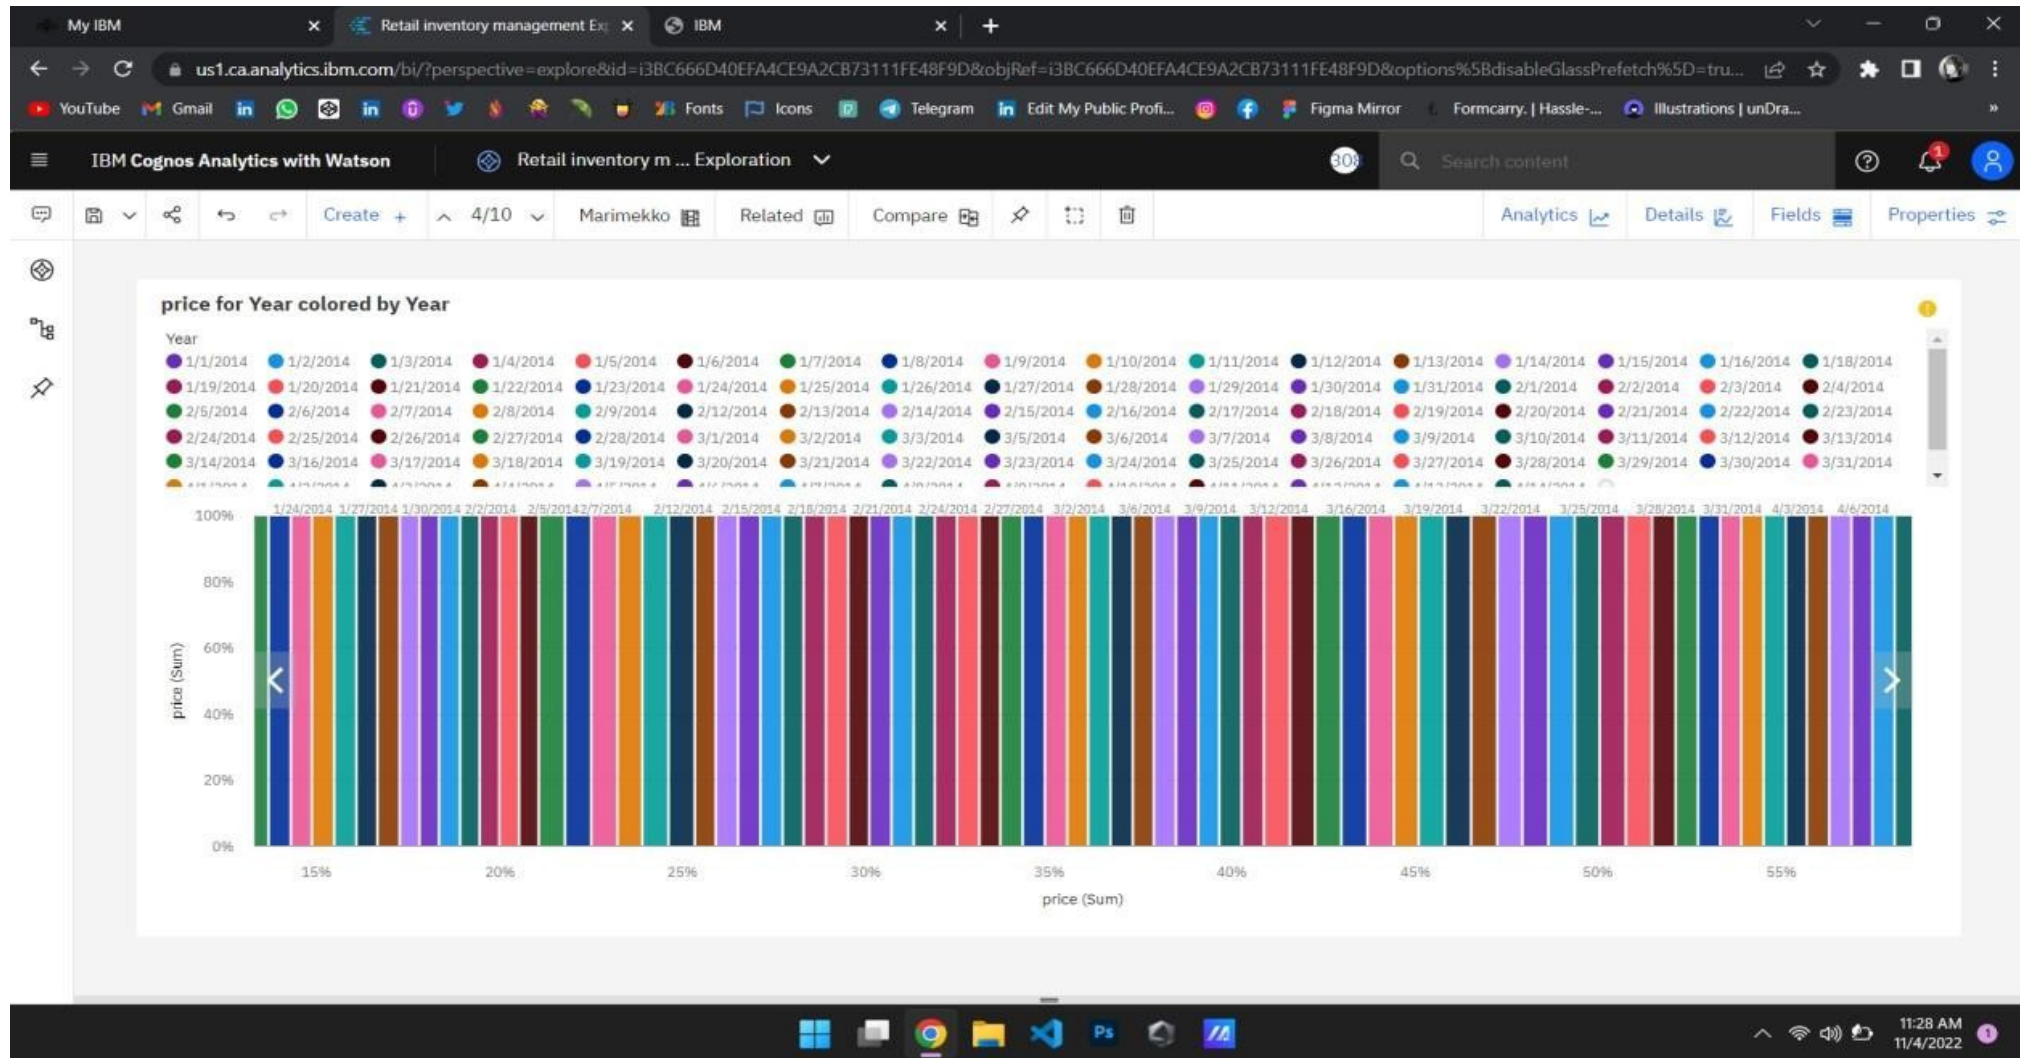 My IBM
Retail inventory management Ex
IBM
us1.ca.analytics.ibm.com/bi/?perspective=explore&id=i3BC666D40EFA4CE9A2CB73111FE48F9D&objRef=i3BC666D40EFA4CE9A2CB73111FE48F9D&options%5BdisableGlassPrefetch%5D=tru...
YouTube Gmail Fonts Icons Telegram Edit My Public Profi... Figma Mirror Formcarry. | Hassle-... Illustrations | unDra...
IBM Cognos Analytics with Watson
Retail inventory m ... Exploration
308
Search content
1
Create + 4/10 Marimekko Related Compare Analytics Details Fields Properties
price for Year colored by Year
Year
1/1/2014 1/2/2014 1/3/2014 1/4/2014 1/5/2014 1/6/2014 1/7/2014 1/8/2014 1/9/2014 1/10/2014 1/11/2014 1/12/2014 1/13/2014 1/14/2014 1/15/2014 1/16/2014 1/18/2014
1/19/2014 1/20/2014 1/21/2014 1/22/2014 1/23/2014 1/24/2014 1/25/2014 1/26/2014 1/27/2014 1/28/2014 1/29/2014 1/30/2014 1/31/2014 2/1/2014 2/2/2014 2/3/2014 2/4/2014
2/5/2014 2/6/2014 2/7/2014 2/8/2014 2/9/2014 2/12/2014 2/13/2014 2/14/2014 2/15/2014 2/16/2014 2/17/2014 2/18/2014 2/19/2014 2/20/2014 2/21/2014 2/22/2014 2/23/2014
2/24/2014 2/25/2014 2/26/2014 2/27/2014 2/28/2014 3/1/2014 3/2/2014 3/3/2014 3/5/2014 3/6/2014 3/7/2014 3/8/2014 3/9/2014 3/10/2014 3/11/2014 3/12/2014 3/13/2014
3/14/2014 3/16/2014 3/17/2014 3/18/2014 3/19/2014 3/20/2014 3/21/2014 3/22/2014 3/23/2014 3/24/2014 3/25/2014 3/26/2014 3/27/2014 3/28/2014 3/29/2014 3/30/2014 3/31/2014
1/24/2014 1/27/2014 1/30/2014 2/2/2014 2/5/2014 2/7/2014 2/12/2014 2/15/2014 2/18/2014 2/21/2014 2/24/2014 2/27/2014 3/2/2014 3/6/2014 3/9/2014 3/12/2014 3/16/2014 3/19/2014 3/22/2014 3/25/2014 3/28/2014 3/31/2014 4/3/2014 4/6/2014
100%
80%
60%
40%
20%
0%
price (Sum)
15% 20% 25% 30% 35% 40% 45% 50% 55%
price (Sum)
Ps
11:28 AM
11/4/2022
1